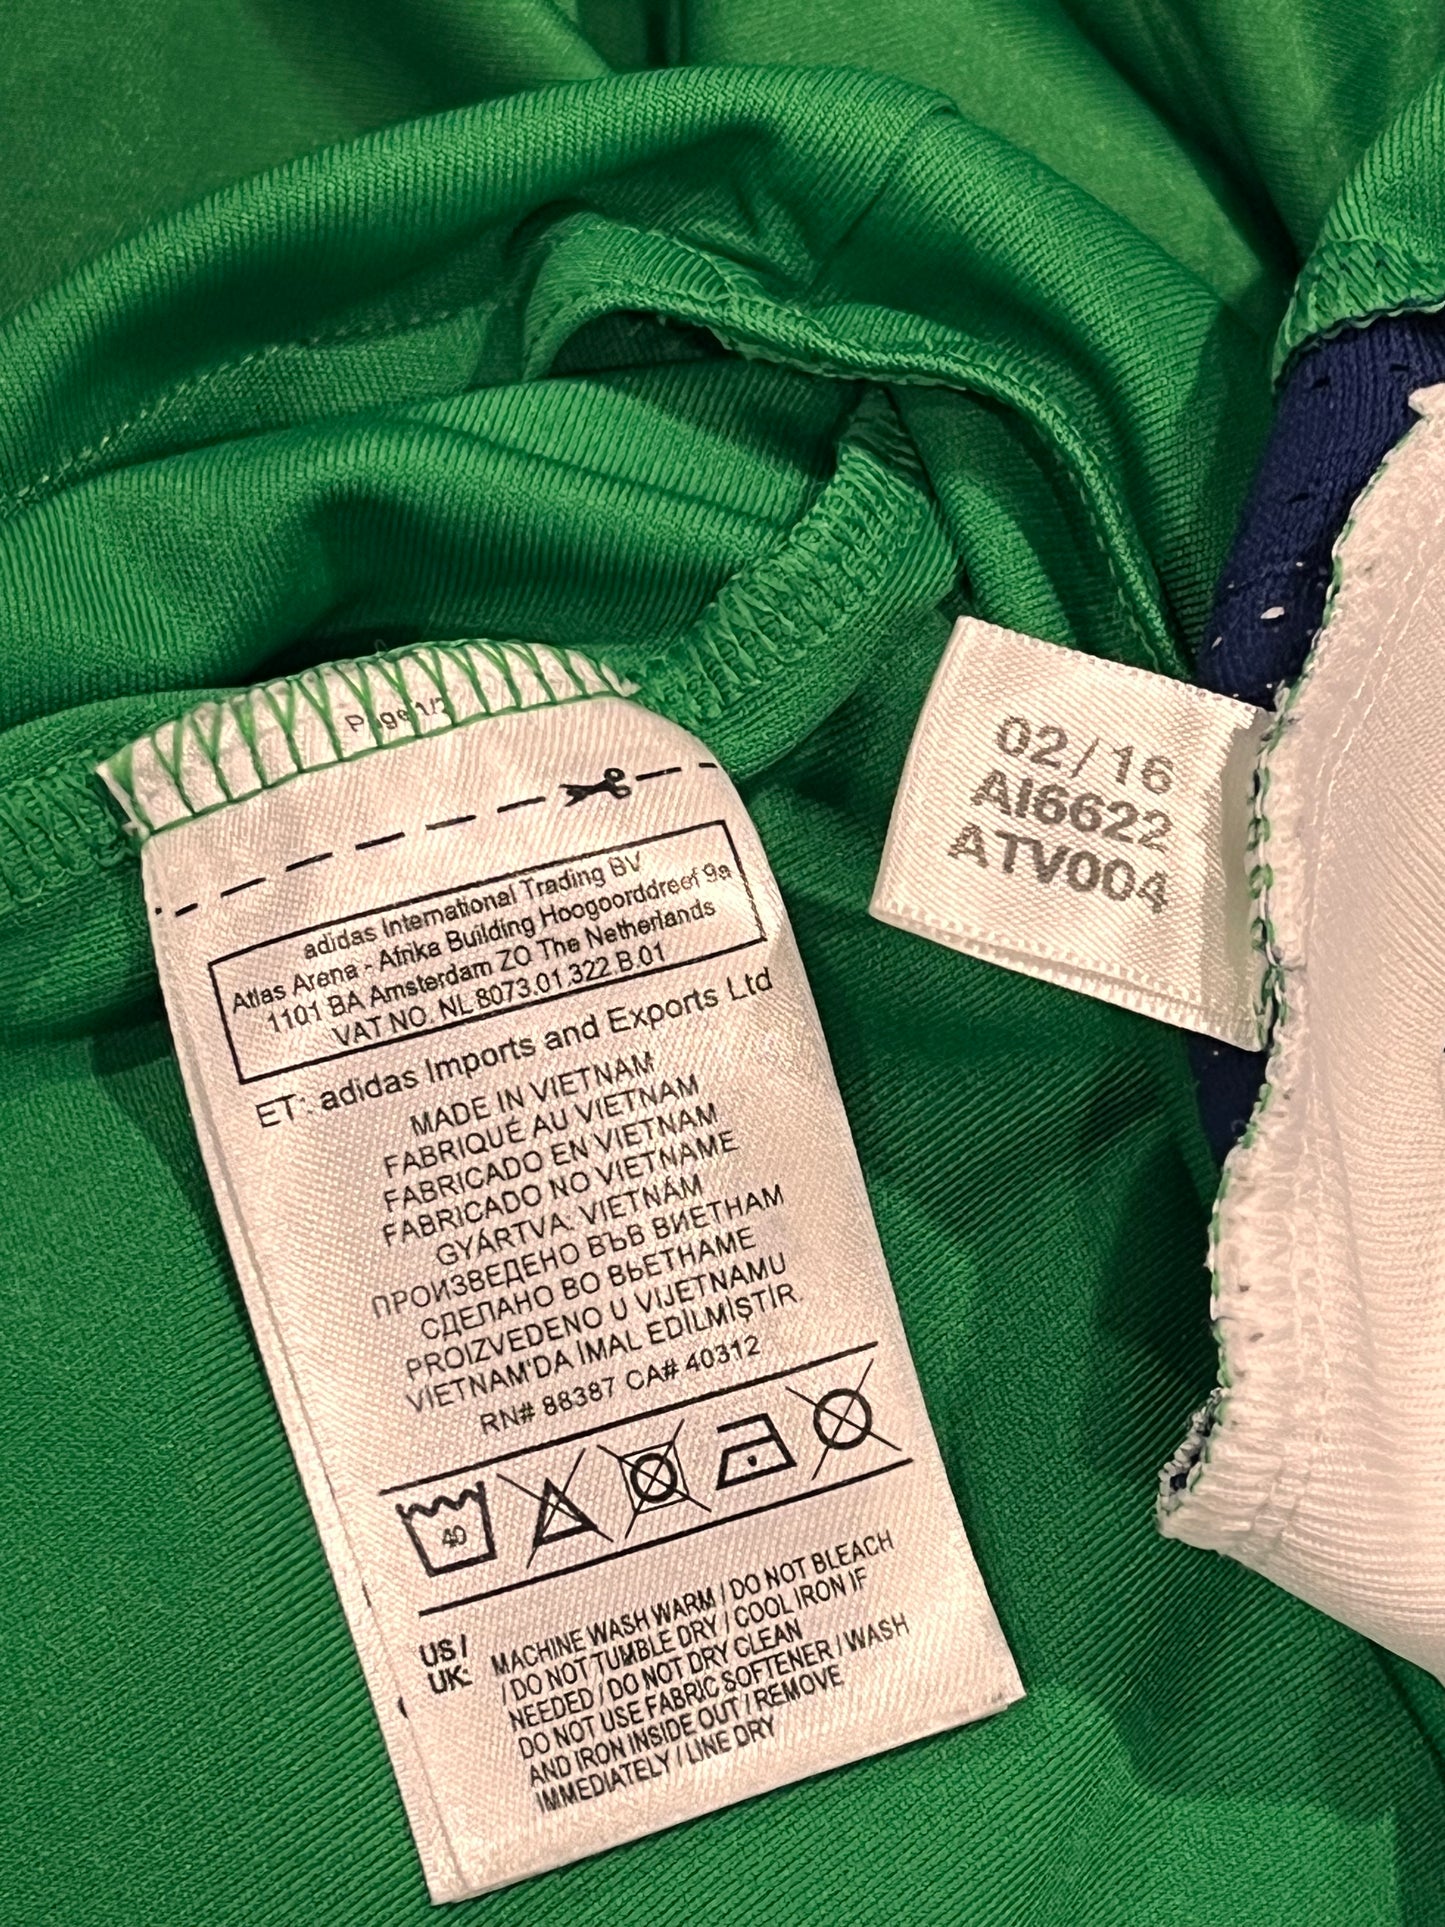 Page 1/2
adidas International Trading BV
Atlas Arena - Afrika Building Hoogoorddreef 9a
1101 BA Amsterdam ZO The Netherlands
VAT NO. NL.8073.01.322.B.01
ET: adidas Imports and Exports Ltd
MADE IN VIETNAM
FABRIQUÉ AU VIETNAM
FABRICADO EN VIETNAM
FABRICADO NO VIETNAME
GYÁRTVA: VIETNÁM
ПРОИЗВЕДЕНО ВЪВ ВИЕТНАМ
СДЕЛАНО ВО ВЬЕТНАМЕ
PROIZVEDENO U VIJETNAMU
VIETNAM'DA İMAL EDİLMİŞTİR.
RN# 88387 CA# 40312
40
US /
UK:
MACHINE WASH WARM / DO NOT BLEACH
/ DO NOT TUMBLE DRY / COOL IRON IF
NEEDED / DO NOT DRY CLEAN
DO NOT USE FABRIC SOFTENER / WASH
AND IRON INSIDE OUT / REMOVE
IMMEDIATELY / LINE DRY
02/16
AI6622
ATV004